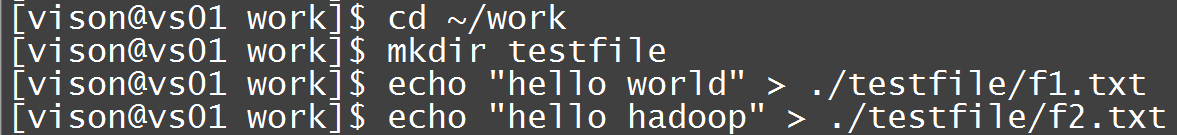 [vison@vs01 work]$ cd ~/work
[vison@vs01 work]$ mkdir testfile
[vison@vs01 work]$ echo "hello world" > ./testfile/f1.txt
[vison@vs01 work]$ echo "hello hadoop" > ./testfile/f2.txt